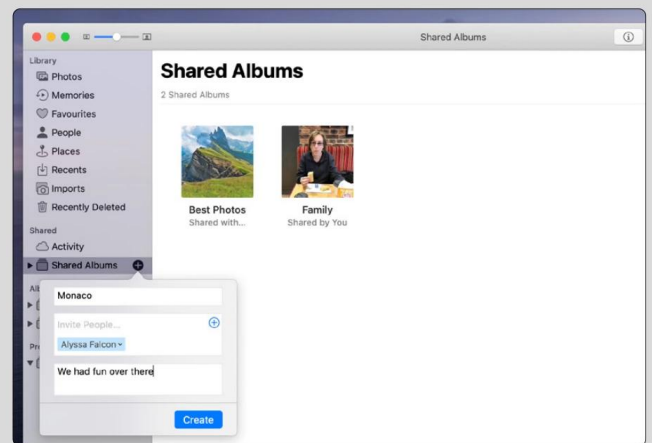 Shared Albums
Library
Photos
Memories
Favourites
People
Places
Recents
Imports
Recently Deleted
Shared
Activity
Shared Albums
Shared Albums
2 Shared Albums
Best Photos
Shared with...
Family
Shared by You
Monaco
Invite People...
Alyssa Falcon
We had fun over there
Create